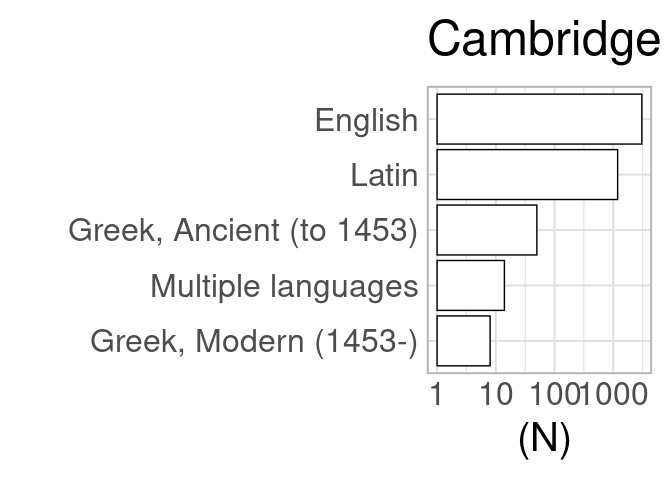 Cambridge
English
Latin
Greek, Ancient (to 1453)
Multiple languages
Greek, Modern (1453-)
1 10 100 1000
(N)